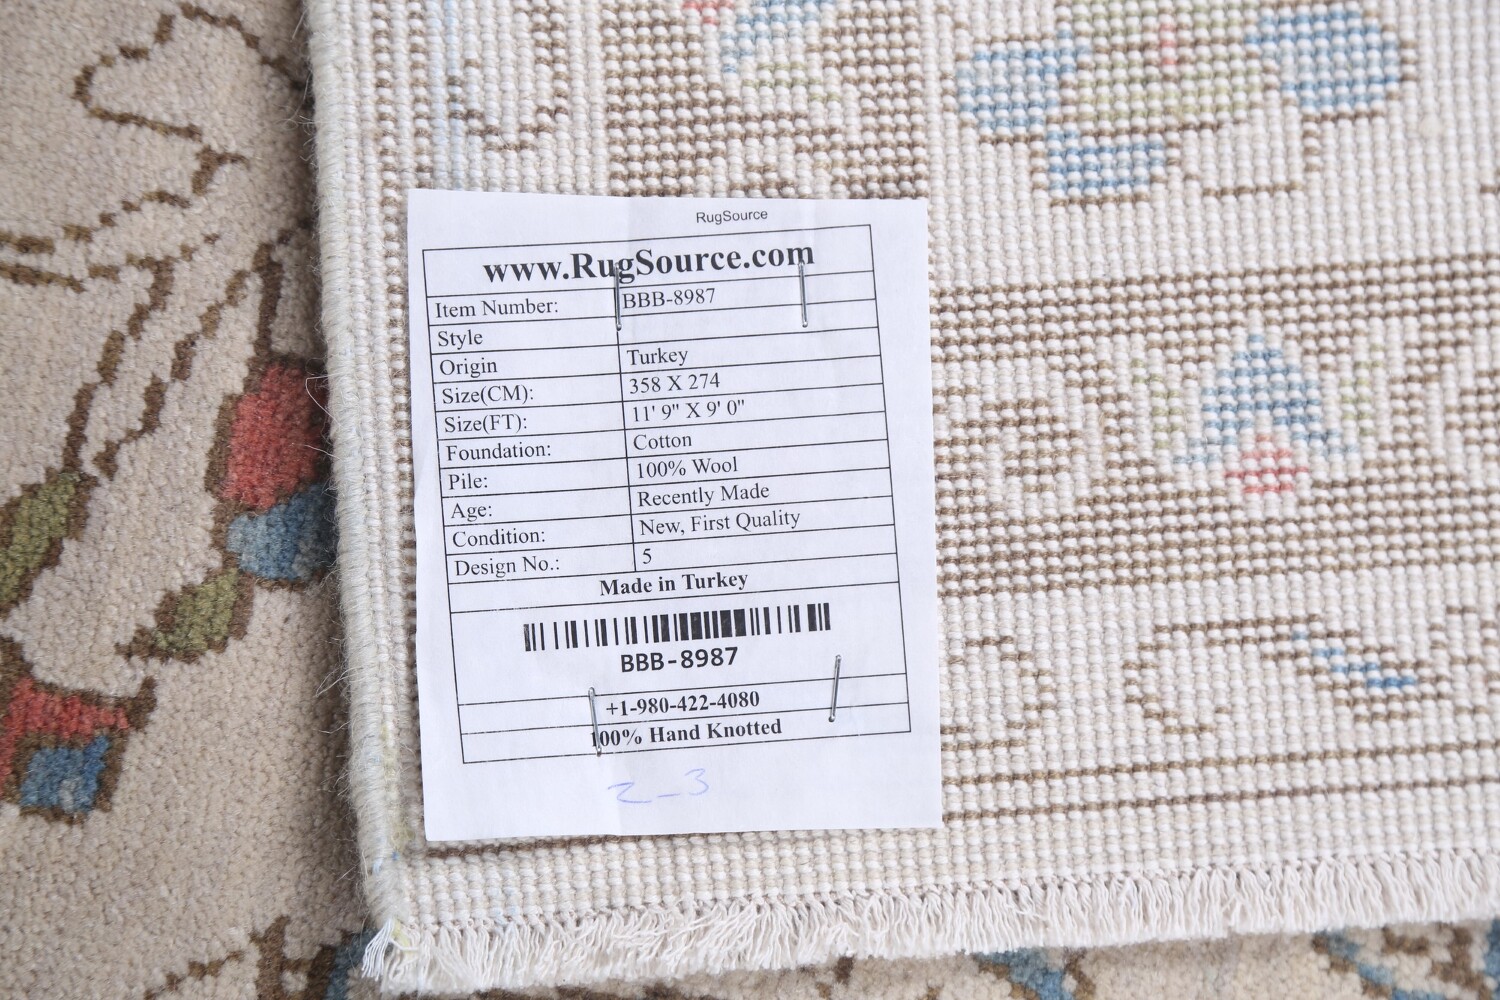 RugSource
www.RugSource.com
Item Number: BBB-8987
Style
Origin Turkey
Size(CM): 358 X 274
Size(FT): 11' 9" X 9' 0"
Foundation: Cotton
Pile: 100% Wool
Age: Recently Made
Condition: New, First Quality
Design No.: 5
Made in Turkey
BBB-8987
+1-980-422-4080
100% Hand Knotted
2-3